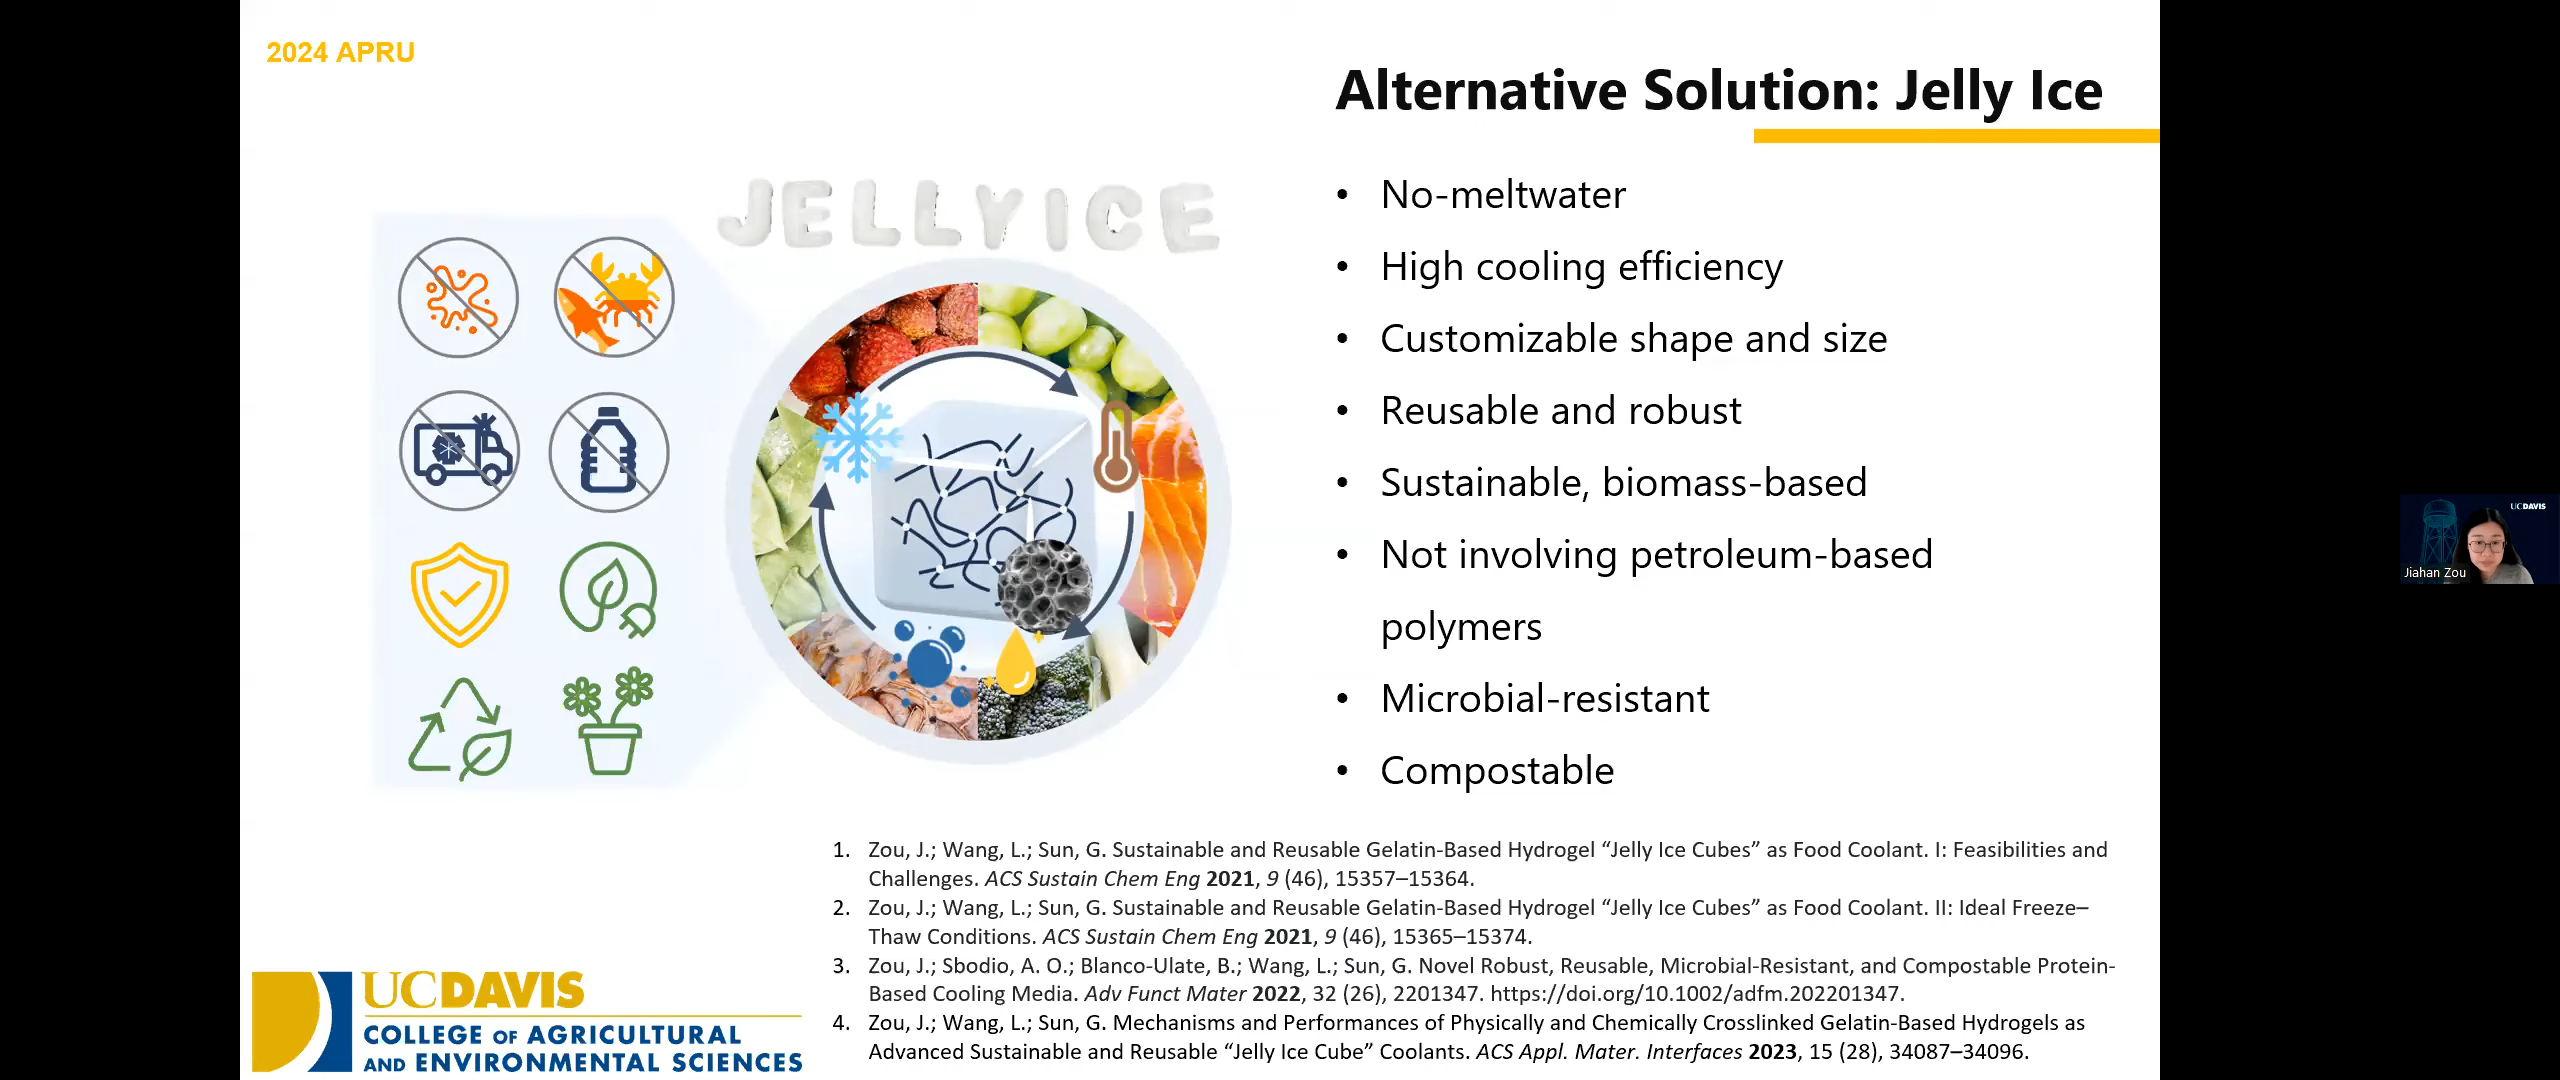 2024 APRU
Alternative Solution: Jelly Ice
JELLYICE
• No-meltwater
• High cooling efficiency
• Customizable shape and size
• Reusable and robust
• Sustainable, biomass-based
• Not involving petroleum-based
polymers
• Microbial-resistant
• Compostable
1. Zou, J.; Wang, L.; Sun, G. Sustainable and Reusable Gelatin-Based Hydrogel “Jelly Ice Cubes” as Food Coolant. I: Feasibilities and
Challenges. ACS Sustain Chem Eng 2021, 9 (46), 15357–15364.
2. Zou, J.; Wang, L.; Sun, G. Sustainable and Reusable Gelatin-Based Hydrogel “Jelly Ice Cubes” as Food Coolant. II: Ideal Freeze–
Thaw Conditions. ACS Sustain Chem Eng 2021, 9 (46), 15365–15374.
3. Zou, J.; Sbodio, A. O.; Blanco-Ulate, B.; Wang, L.; Sun, G. Novel Robust, Reusable, Microbial-Resistant, and Compostable Protein-
Based Cooling Media. Adv Funct Mater 2022, 32 (26), 2201347. https://doi.org/10.1002/adfm.202201347.
4. Zou, J.; Wang, L.; Sun, G. Mechanisms and Performances of Physically and Chemically Crosslinked Gelatin-Based Hydrogels as
Advanced Sustainable and Reusable “Jelly Ice Cube” Coolants. ACS Appl. Mater. Interfaces 2023, 15 (28), 34087–34096.
UCDAVIS
COLLEGE OF AGRICULTURAL
AND ENVIRONMENTAL SCIENCES
UCDAVIS
Jiahan Zou